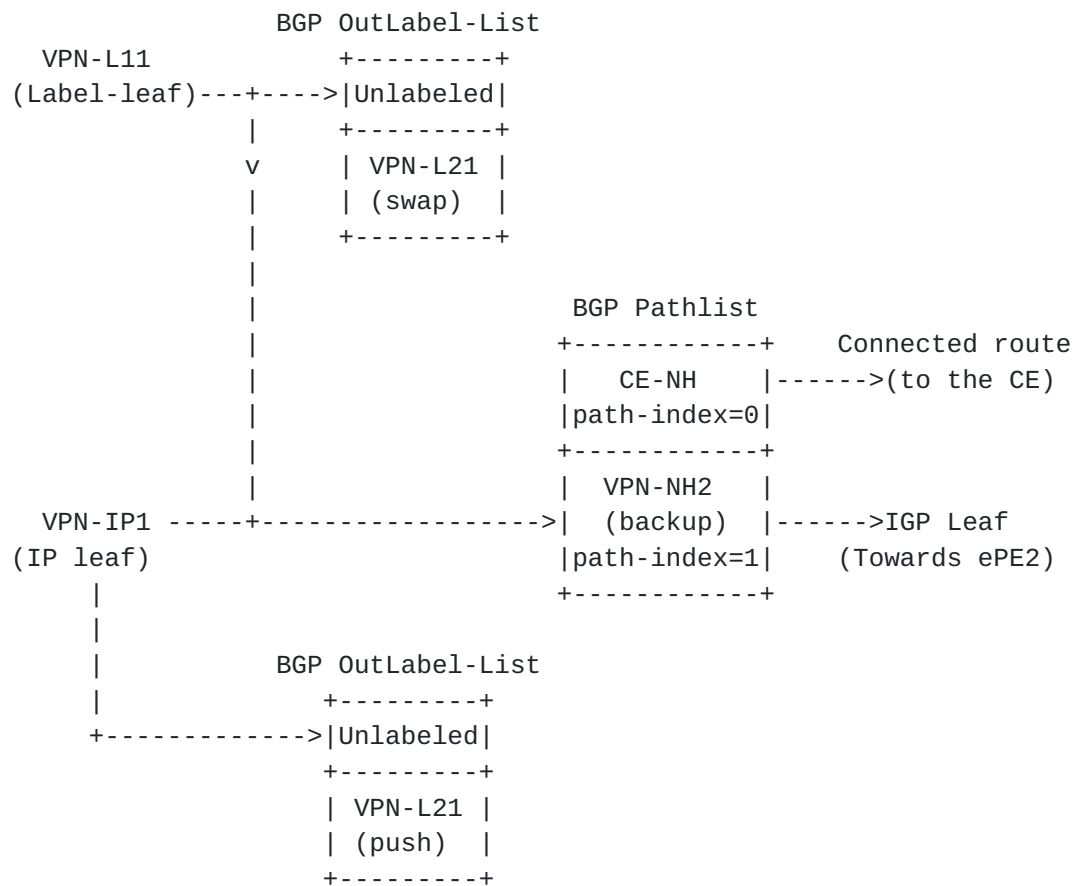 BGP OutLabel-List
  VPN-L11            +---------+
(Label-leaf)---+---->|Unlabeled|
               |     +---------+
               v     | VPN-L21 |
               |     | (swap)  |
               |     +---------+
               |
               |                    BGP Pathlist
               |                   +------------+    Connected route
               |                   |   CE-NH    |------>(to the CE)
               |                   |path-index=0|
               |                   +------------+
               |                   |  VPN-NH2   |
  VPN-IP1 -----+------------------>|  (backup)  |------>IGP Leaf
(IP leaf)                          |path-index=1|    (Towards ePE2)
     |                             +------------+
     |
     |           BGP OutLabel-List
     |              +---------+
     +------------->|Unlabeled|
                    +---------+
                    | VPN-L21 |
                    | (push)  |
                    +---------+